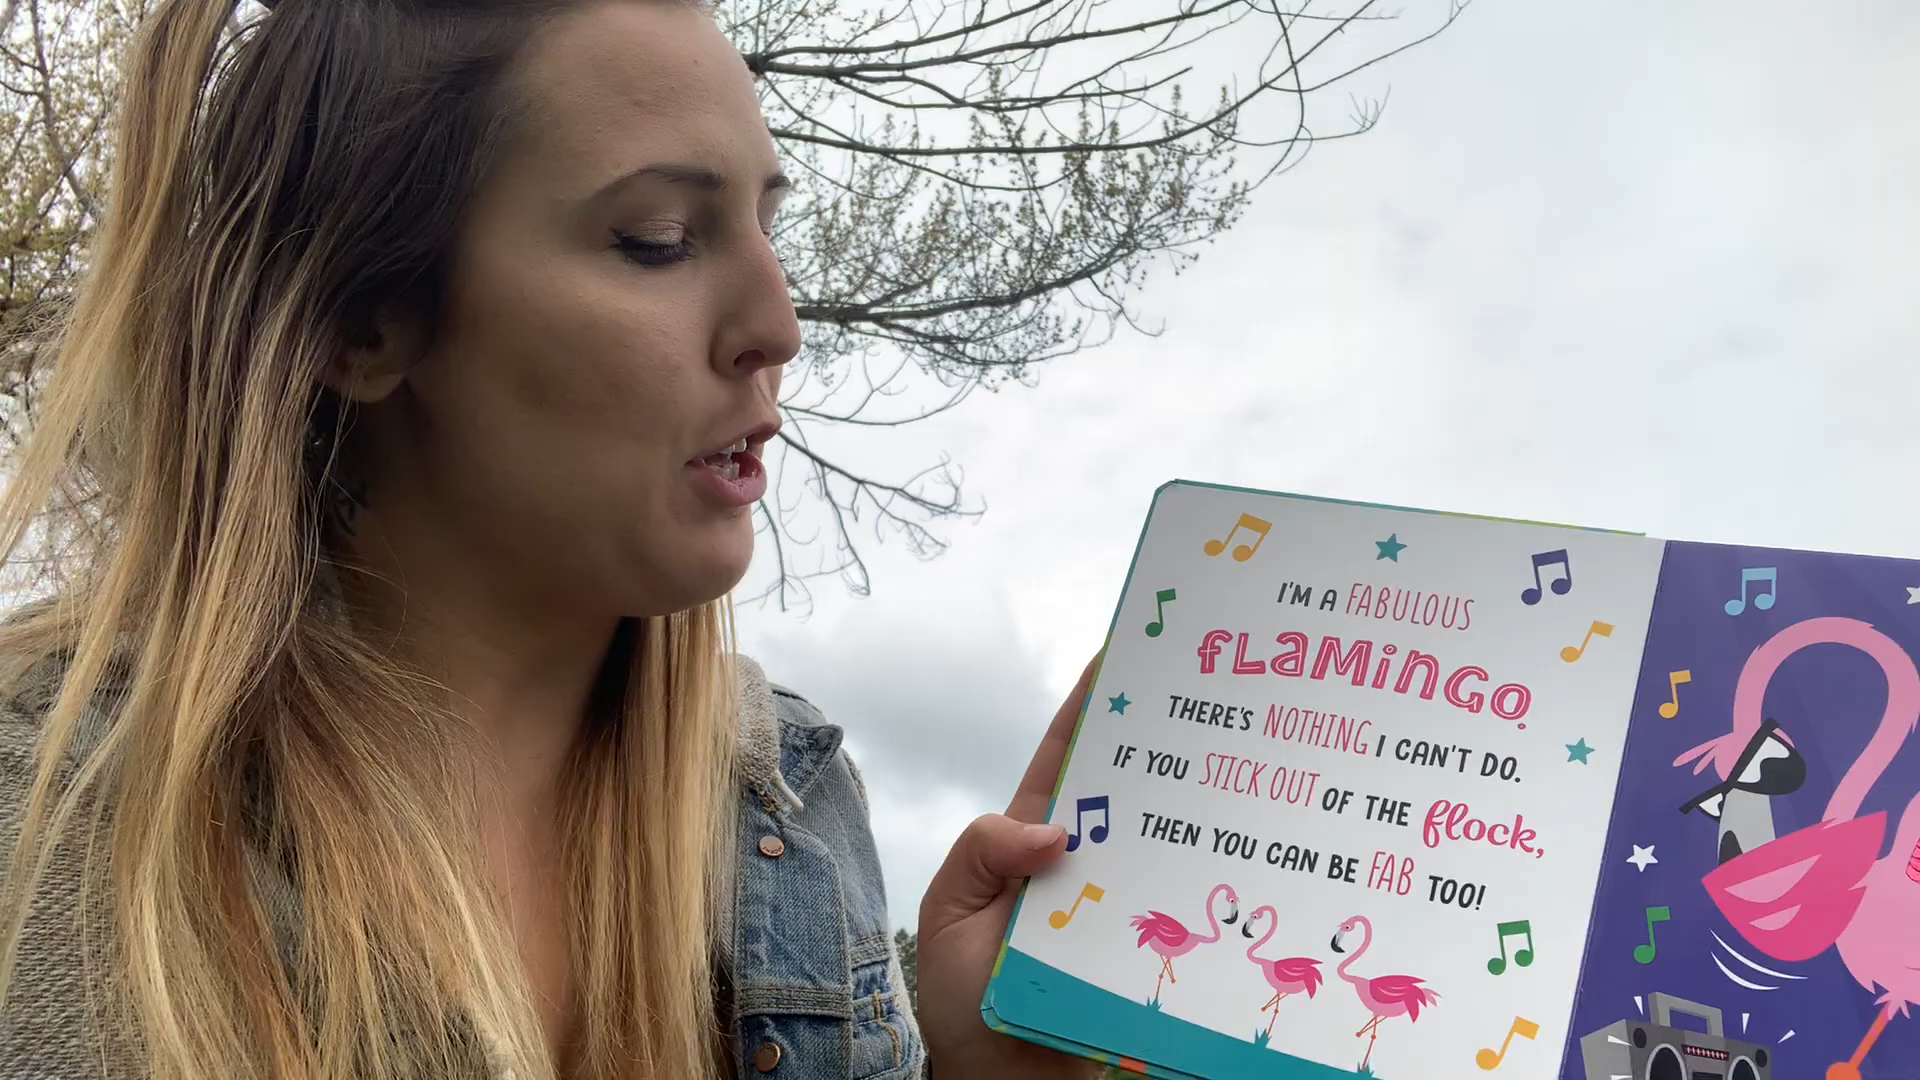 I'M A FABULOUS
FLAMINGO.
THERE'S NOTHING I CAN'T DO.
IF YOU STICK OUT OF THE flock,
THEN YOU CAN BE FAB TOO!